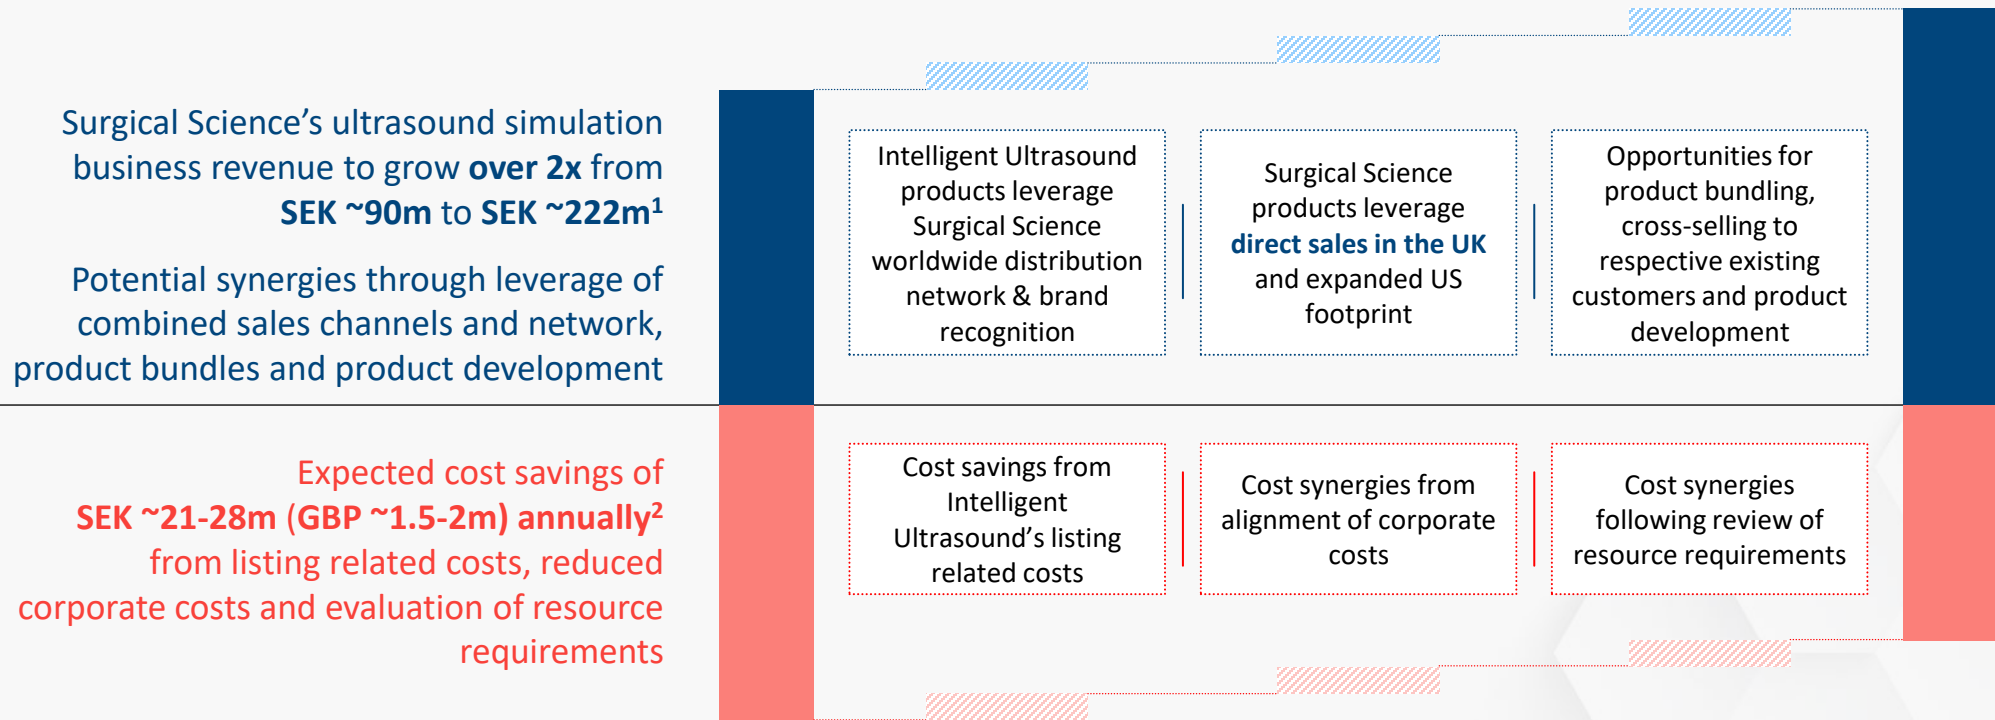 Surgical Science’s ultrasound simulation
business revenue to grow over 2x from
SEK ~90m to SEK ~222m¹
Potential synergies through leverage of
combined sales channels and network,
product bundles and product development
Intelligent Ultrasound
products leverage
Surgical Science
worldwide distribution
network & brand
recognition
Surgical Science
products leverage
direct sales in the UK
and expanded US
footprint
Opportunities for
product bundling,
cross-selling to
respective existing
customers and product
development
Expected cost savings of
SEK ~21-28m (GBP ~1.5-2m) annually²
from listing related costs, reduced
corporate costs and evaluation of resource
requirements
Cost savings from
Intelligent
Ultrasound’s listing
related costs
Cost synergies from
alignment of corporate
costs
Cost synergies
following review of
resource requirements